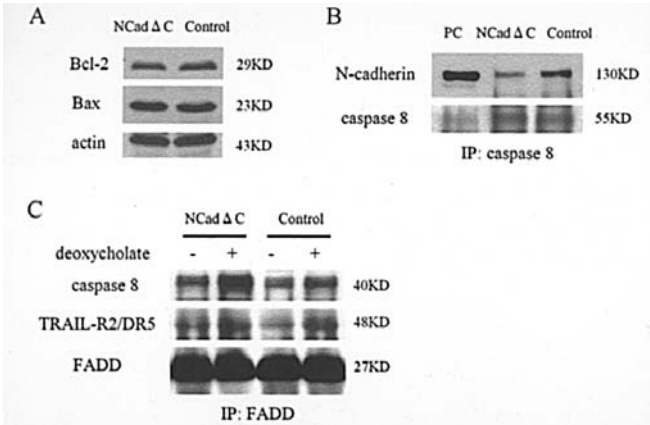 A
NCad Δ C Control
Bcl-2 29KD
Bax 23KD
actin 43KD
B
PC NCad Δ C Control
N-cadherin 130KD
caspase 8 55KD
IP: caspase 8
C
NCad Δ C Control
deoxycholate - + - +
caspase 8 40KD
TRAIL-R2/DR5 48KD
FADD 27KD
IP: FADD